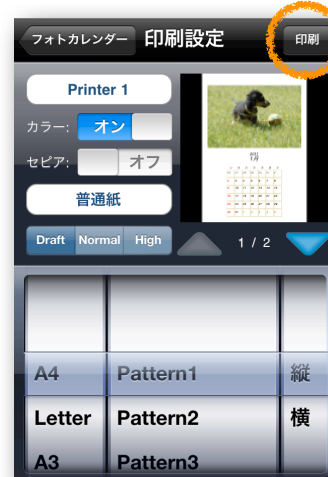 フォトカレンダー 印刷設定 印刷
Printer 1
カラー: オン
セピア: オフ
普通紙
Draft Normal High
1 / 2
A4 Pattern1 縦
Letter Pattern2 横
A3 Pattern3